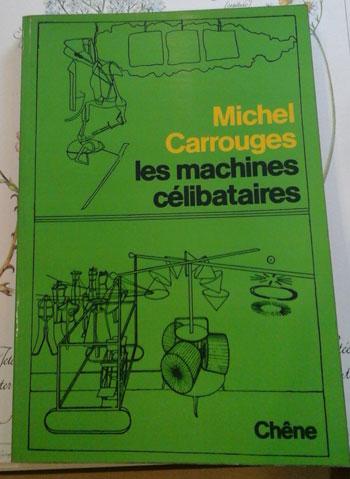 Michel
Carrouges
les machines
célibataires
Chêne